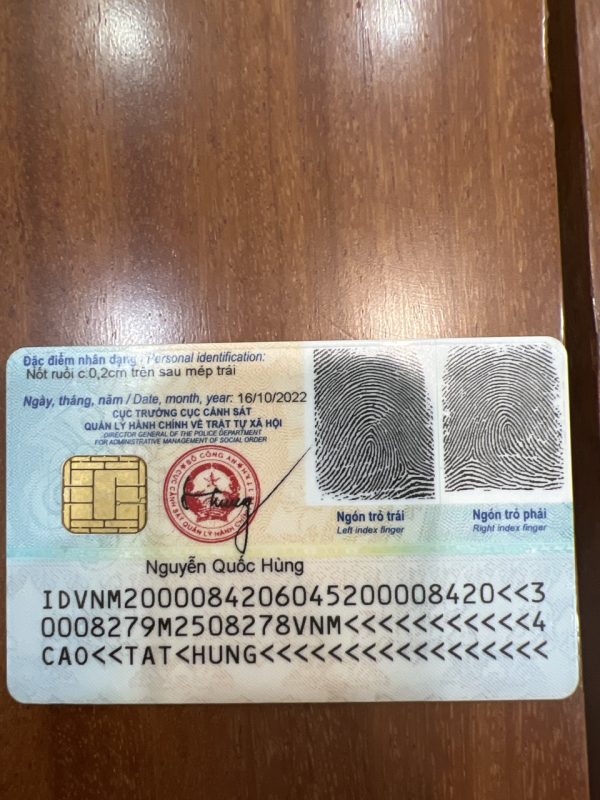 Đặc điểm nhân dạng / Personal identification:
Nốt ruồi c:0,2cm trên sau mép trái
Ngày, tháng, năm / Date, month, year: 16/10/2022
CỤC TRƯỞNG CỤC CẢNH SÁT
QUẢN LÝ HÀNH CHÍNH VỀ TRẬT TỰ XÃ HỘI
DIRECTOR GENERAL OF THE POLICE DEPARTMENT
FOR ADMINISTRATIVE MANAGEMENT OF SOCIAL ORDER
BỘ CÔNG AN
CỤC CẢNH SÁT QUẢN LÝ HÀNH CHÍNH
Ngón trỏ trái
Left index finger
Ngón trỏ phải
Right index finger
Nguyễn Quốc Hùng
IDVNM2000084206045200008420<<3
0008279M2508278VNM<<<<<<<<<<<4
CAO<<TAT<HUNG<<<<<<<<<<<<<<<<<